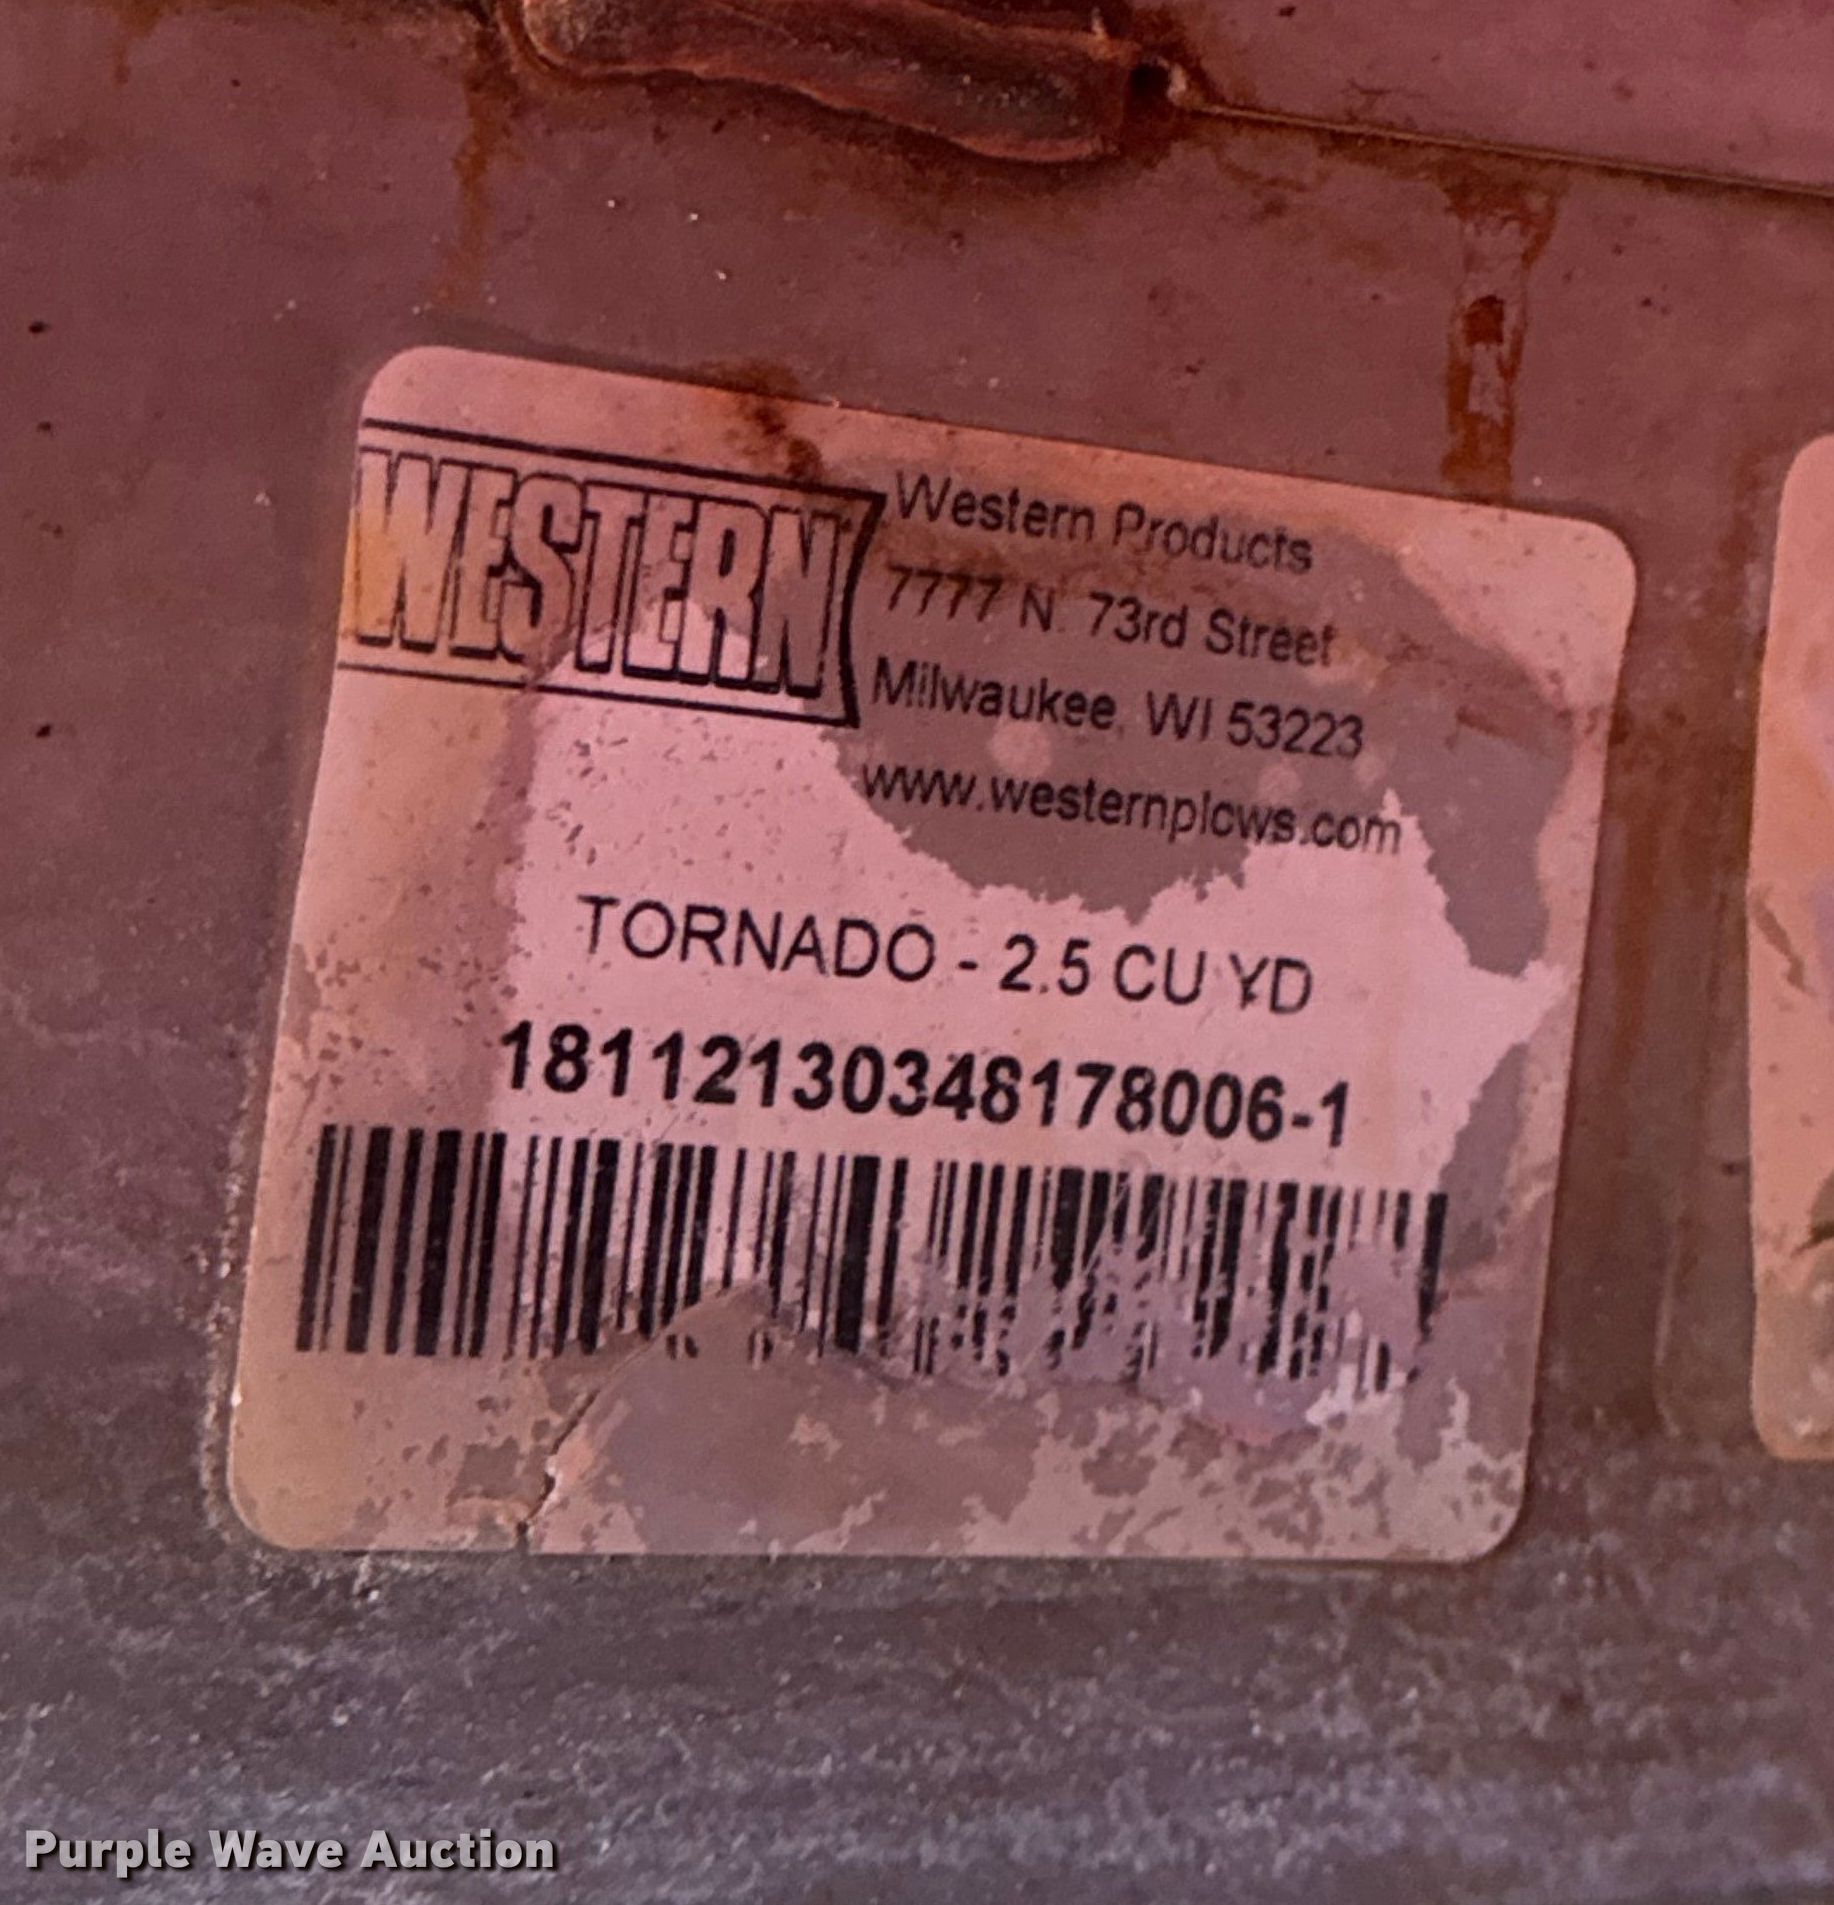 WESTERN
Western Products
7777 N. 73rd Street
Milwaukee, WI 53223
www.westernplows.com
TORNADO - 2.5 CU YD
18112130348178006-1
Purple Wave Auction